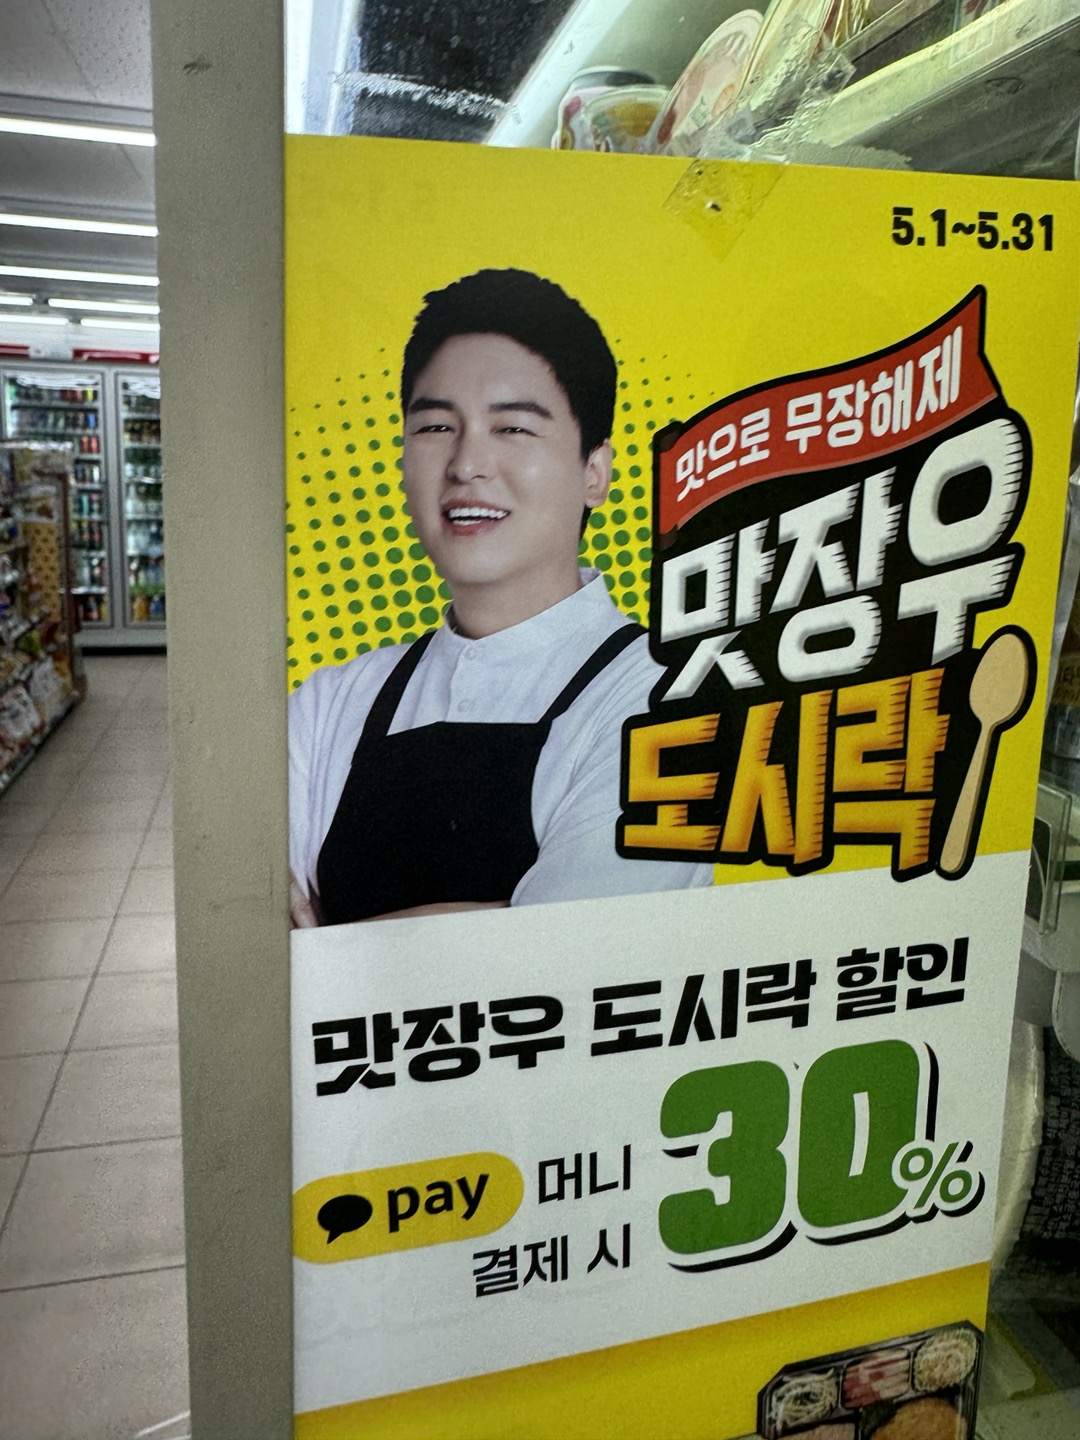 5.1~5.31
맛으로 무장해제
맛장우
도시락
맛장우 도시락 할인
pay 머니
결제 시
30%